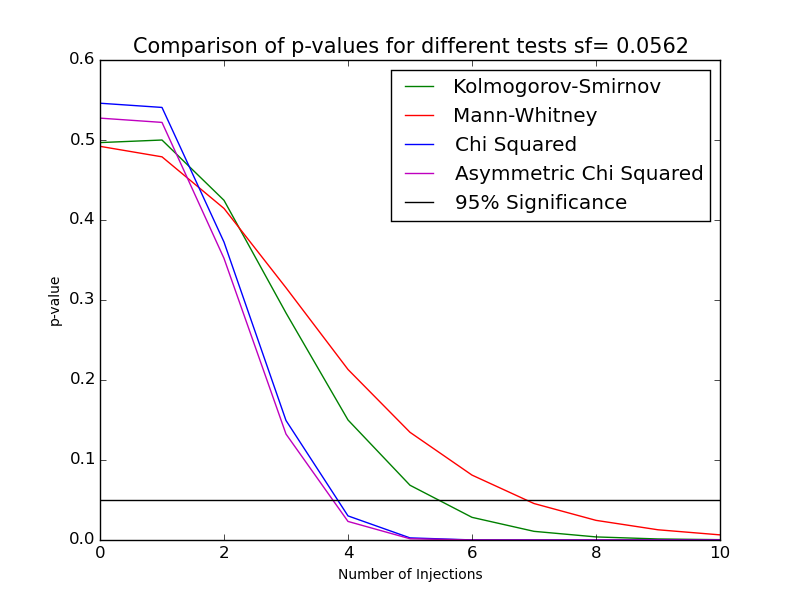 Comparison of p-values for different tests sf= 0.0562
Kolmogorov-Smirnov
Mann-Whitney
Chi Squared
Asymmetric Chi Squared
95% Significance
p-value
0.6
0.5
0.4
0.3
0.2
0.1
0.0
0 2 4 6 8 10
Number of Injections